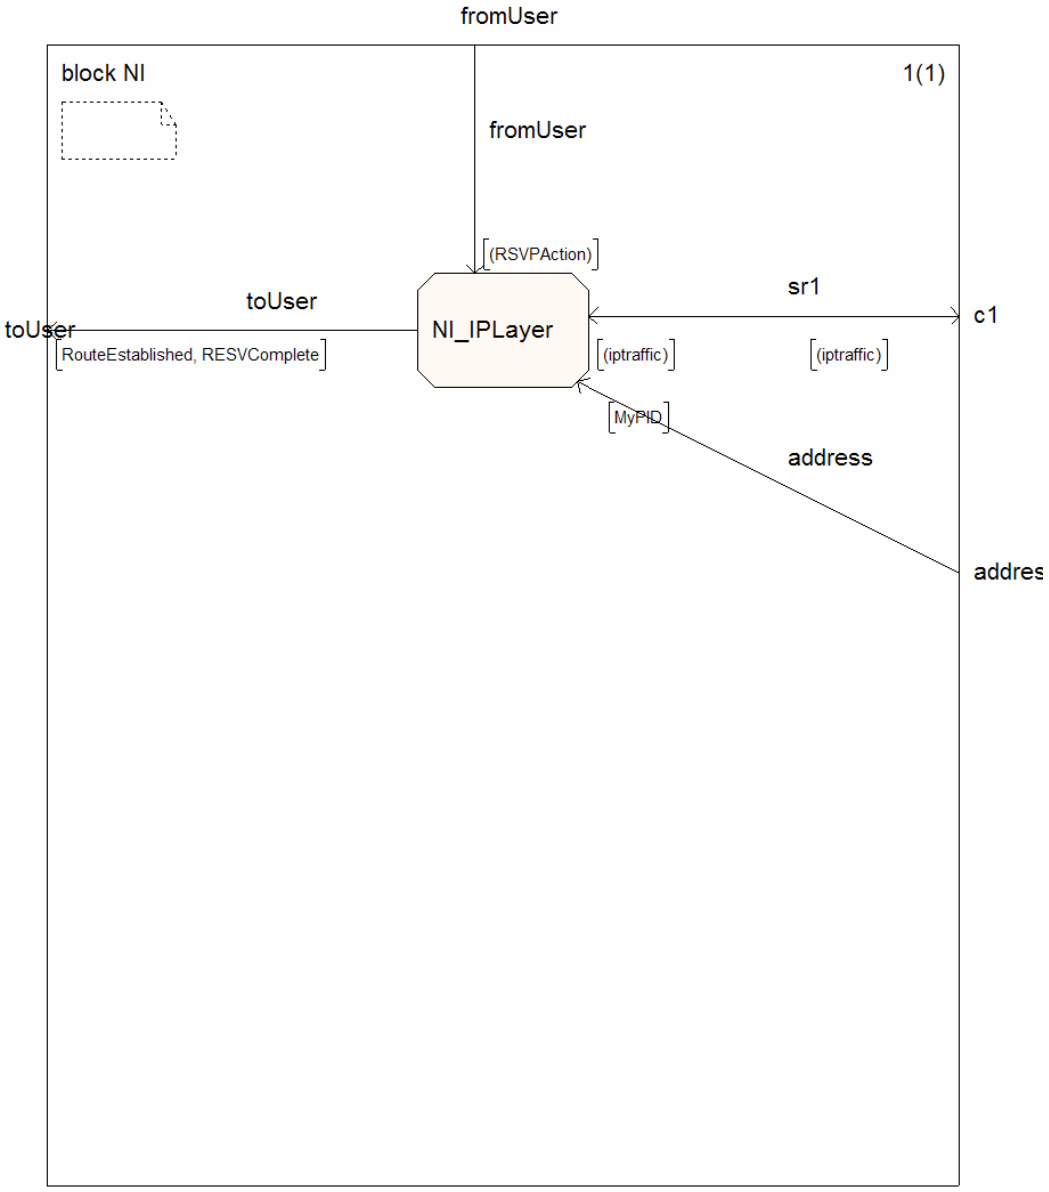 fromUser
block NI
1(1)
fromUser
(RSVPAction)
sr1
toUser
c1
toUser
NI_IPLayer
RouteEstablished, RESVComplete
(iptraffic)
(iptraffic)
MyPID
address
addres